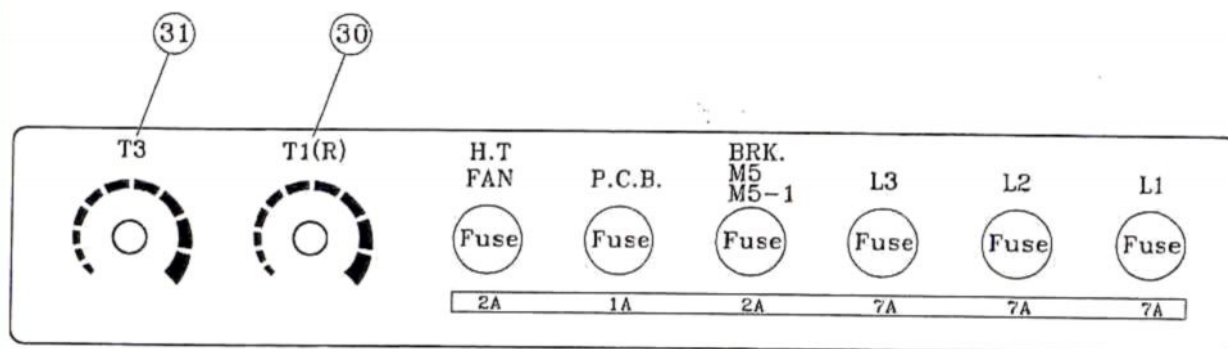 31 30
T3 T1(R) H.T FAN P.C.B. BRK. M5 M5-1 L3 L2 L1
Fuse Fuse Fuse Fuse Fuse Fuse
2A 1A 2A 7A 7A 7A